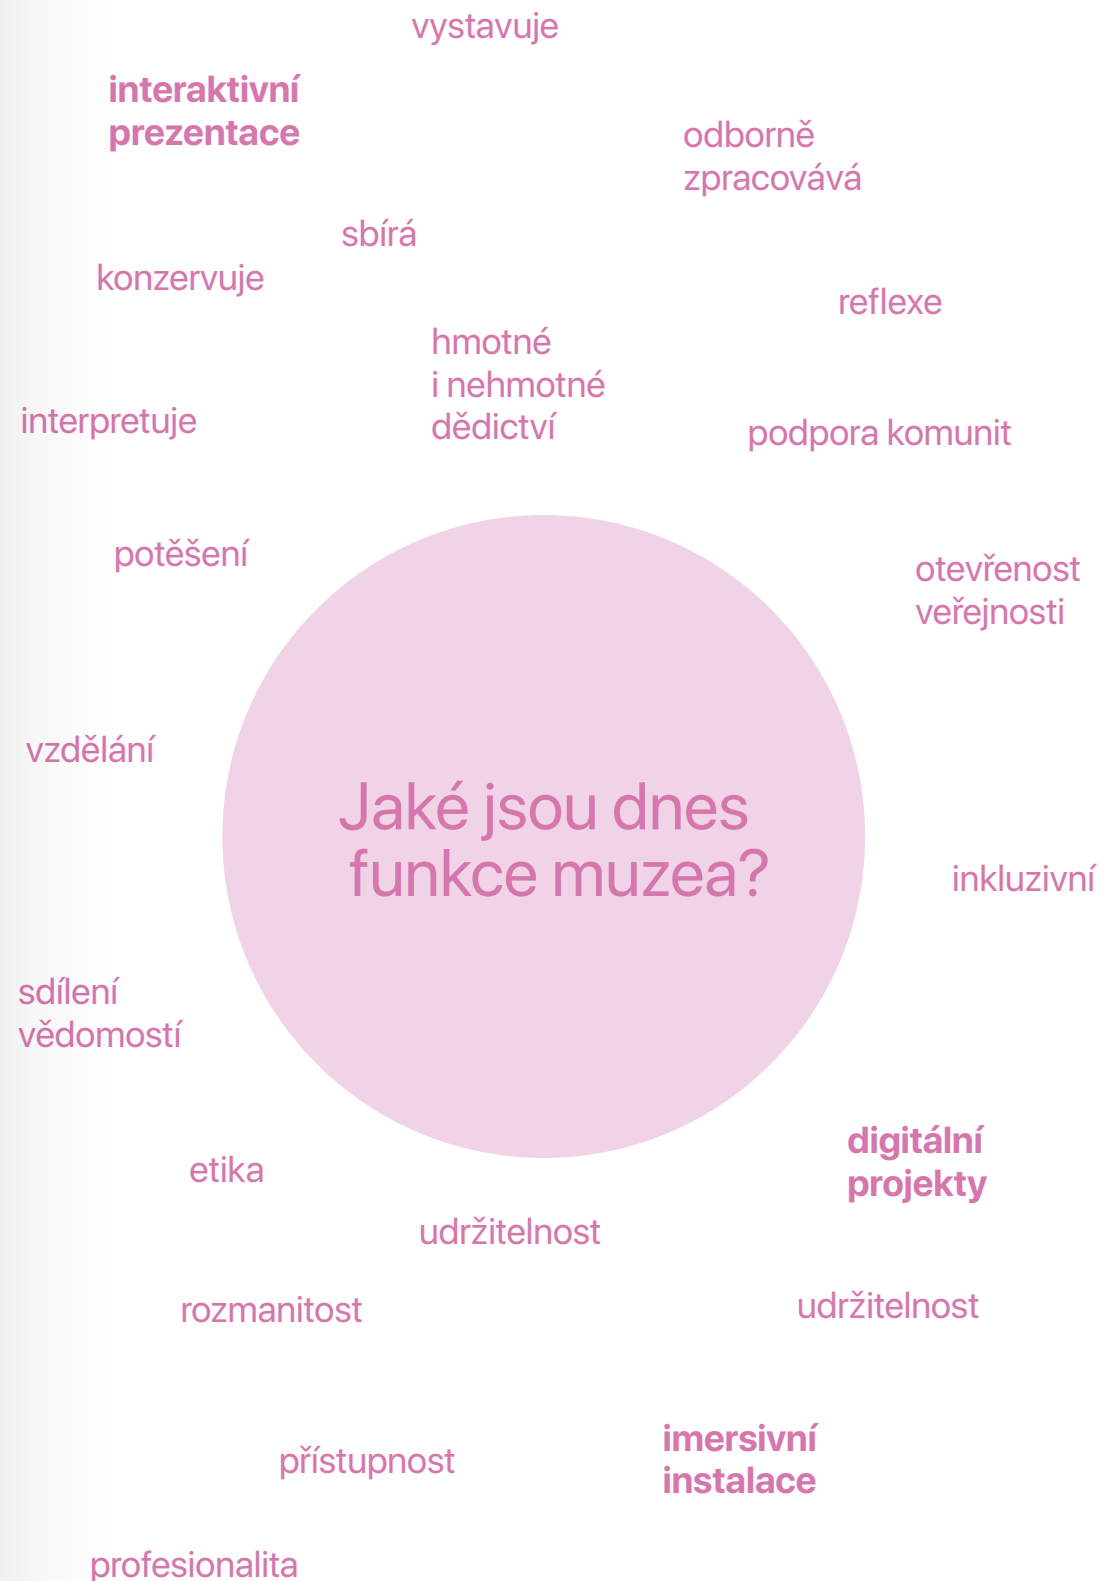 vystavuje
interaktivní
prezentace
odborně
zpracovává
sbírá
konzervuje
reflexe
hmotné
i nehmotné
dědictví
interpretuje
podpora komunit
potěšení
otevřenost
veřejnosti
vzdělání
Jaké jsou dnes
funkce muzea?
inkluzivní
sdílení
vědomostí
digitální
projekty
etika
udržitelnost
rozmanitost
udržitelnost
imersivní
instalace
přístupnost
profesionalita